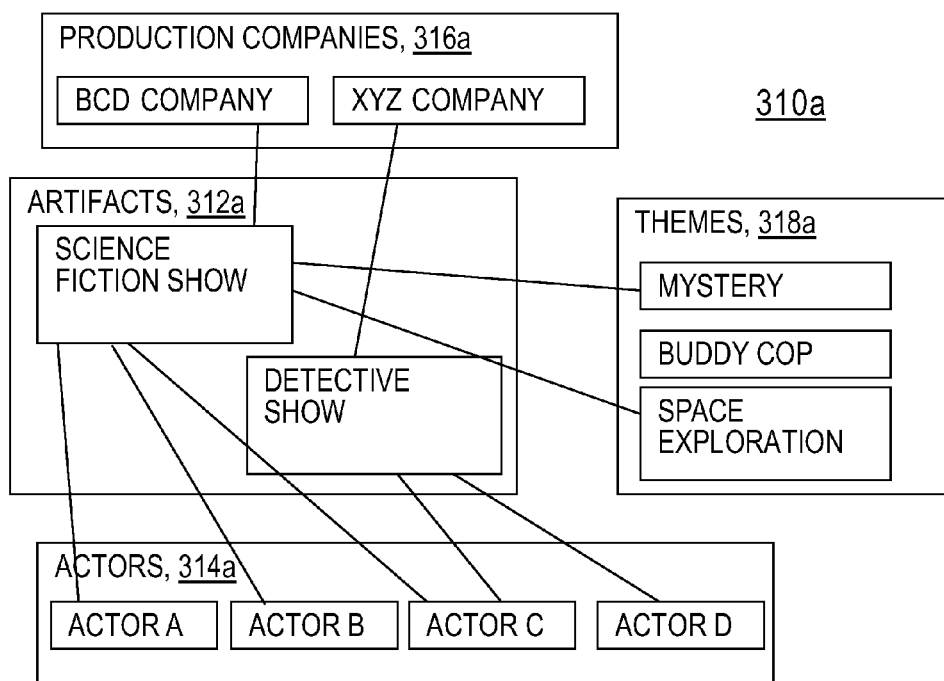 PRODUCTION COMPANIES, 316a
BCD COMPANY
XYZ COMPANY
310a
ARTIFACTS, 312a
SCIENCE
FICTION SHOW
DETECTIVE
SHOW
THEMES, 318a
MYSTERY
BUDDY COP
SPACE
EXPLORATION
ACTORS, 314a
ACTOR A
ACTOR B
ACTOR C
ACTOR D